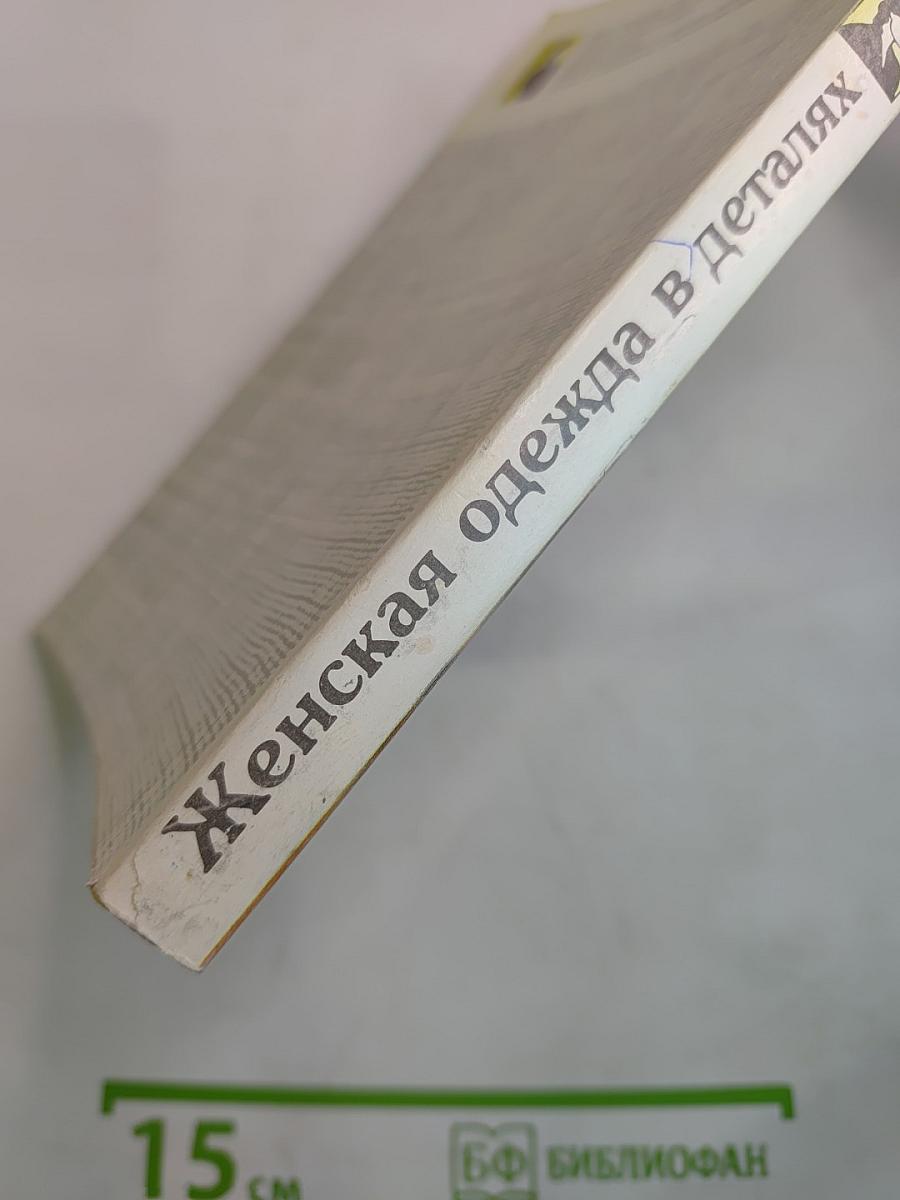 Женская одежда в деталях
15 см
БФ БИБЛИОФАН